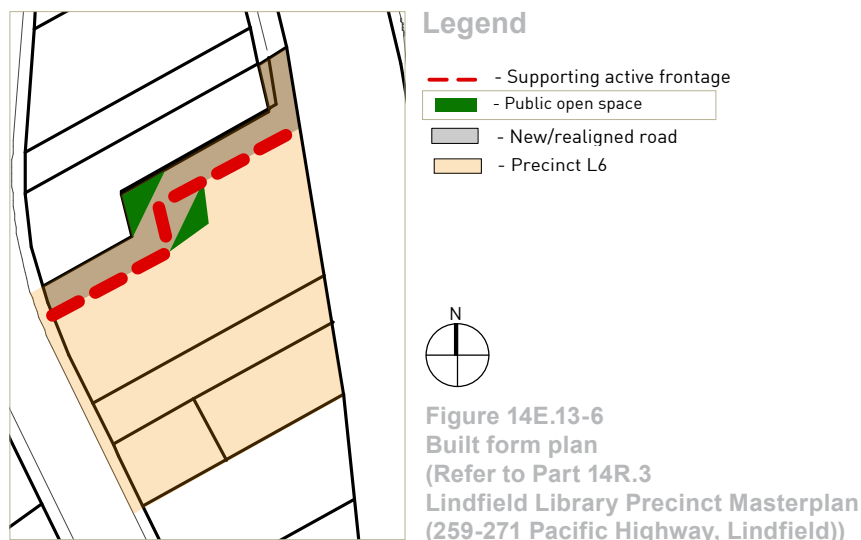 Legend
- Supporting active frontage
- Public open space
- New/realigned road
- Precinct L6
N
Figure 14E.13-6
Built form plan
(Refer to Part 14R.3
Lindfield Library Precinct Masterplan
(259-271 Pacific Highway, Lindfield))